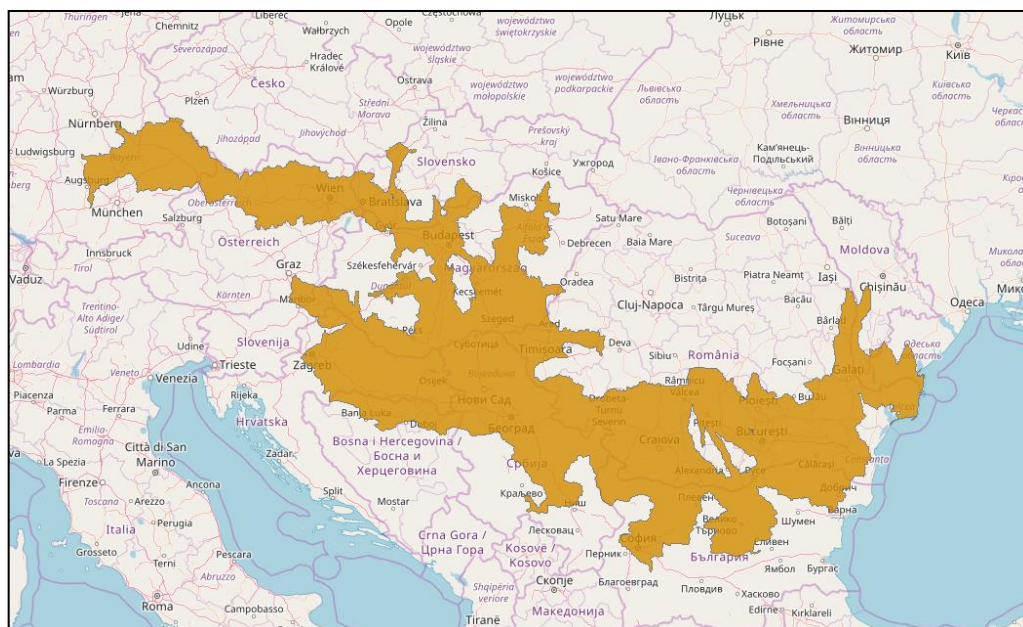 Thüringen
Liberec
Częstochowa
Луцьк
Житомирська
область
Chemnitz
Wałbrzych
Opole
województwo
świętokrzyskie
Рівне
Житомир
Київ
Severozápad
Hradec
Králové
województwo
śląskie
Würzburg
Česko
Ostrava
województwo
małopolskie
województwo
podkarpackie
Львівська
область
Хмельницька
область
Київська
область
Plzeň
Střední
Morava
Nürnberg
Jihozápad
Jihovýchod
Žilina
Prešovský
kraj
Вінниця
Ludwigsburg
Bayern
Slovensko
Ужгород
Івано-Франківська
область
Кам'янець-
Подільський
Вінницька
область
Košice
Augsburg
Wien
Bratislava
Miskolc
München
Oberösterreich
Salzburg
Győr
Budapest
Satu Mare
Botoșani
Bălți
Österreich
Debrecen
Baia Mare
Suceava
Moldova
Innsbruck
Székesfehérvár
Magyarország
Tirol
Graz
Oradea
Bistrița
Piatra Neamț
Iași
Chișinău
Vaduz
Kärnten
Maribor
Kecskemét
Cluj-Napoca
Târgu Mureș
Bacău
Одеса
Trentino-
Alto Adige/
Südtirol
Pécs
Szeged
Arad
Bârlad
Udine
Slovenija
Суботица
Timișoara
Deva
Sibiu
România
Focșani
Lombardia
Veneto
Trieste
Zagreb
Venezia
Osijek
Војводина
Râmnicu
Vâlcea
Galați
Piacenza
Rijeka
Нови Сад
Drobeta-
Turnu
Severin
Ploiești
Buzău
Tulcea
Parma
Ferrara
Hrvatska
Banja Luka
Doboj
Београд
Pitești
București
Emilia-
Romagna
Craiova
Città di San
Marino
Zadar
Bosna i Hercegovina /
Босна и
Херцеговина
Србија
Alexandria
Русе
Călărași
Constanța
La Spezia
Firenze
Ancona
Split
Краљево
Плевен
Добрич
Toscana
Arezzo
Mostar
Ниш
Велико
Търново
Шумен
Варна
Italia
Perugia
Crna Gora /
Црна Гора
Лесковац
София
Сливен
Grosseto
Kosovë /
Kosovo
Перник
България
Terni
Pescara
Ямбол
Бургас
Abruzzo
Shqipëria
veriore
Скопје
Благоевград
Пловдив
Хасково
Roma
Campobasso
Edirne
Kırklareli
Tiranë
Македонија